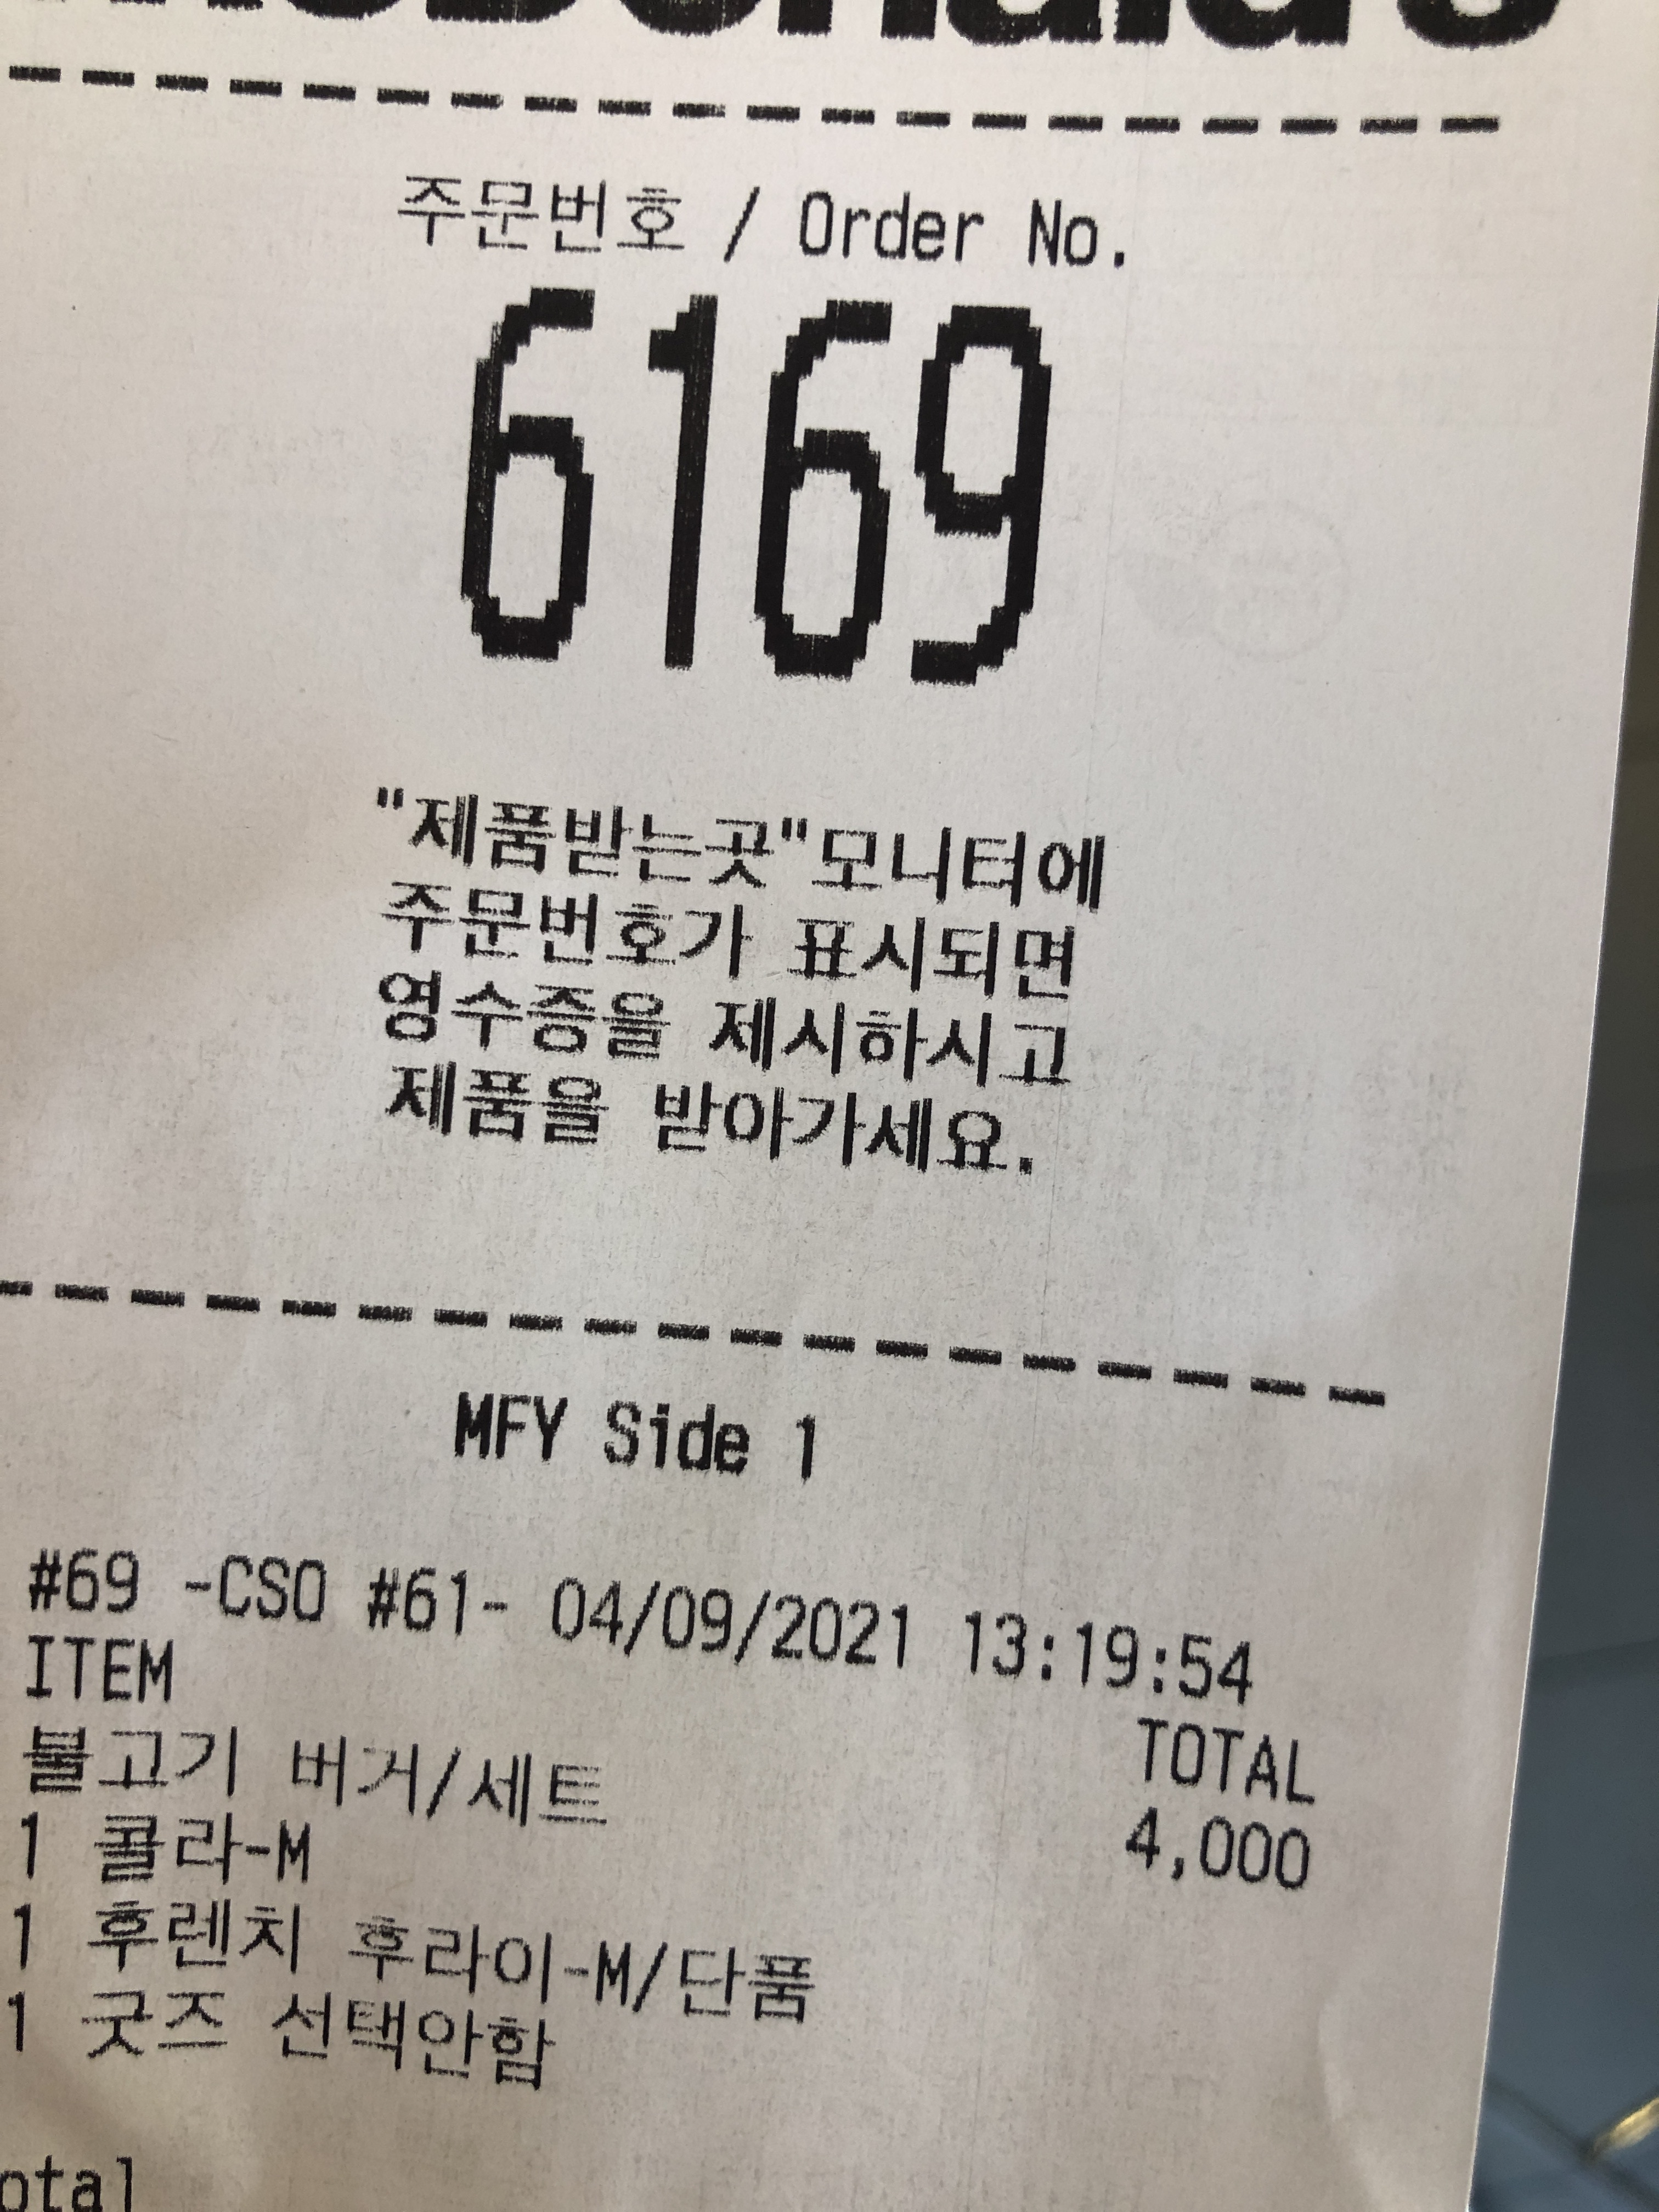 McDonald's
주문번호 / Order No.
6169
"제품받는곳"모니터에
주문번호가 표시되면
영수증을 제시하시고
제품을 받아가세요.
MFY Side 1
#69 -CSO #61- 04/09/2021 13:19:54
ITEM TOTAL
불고기 버거/세트 4,000
1 콜라-M
1 후렌치 후라이-M/단품
1 굿즈 선택안함
otal